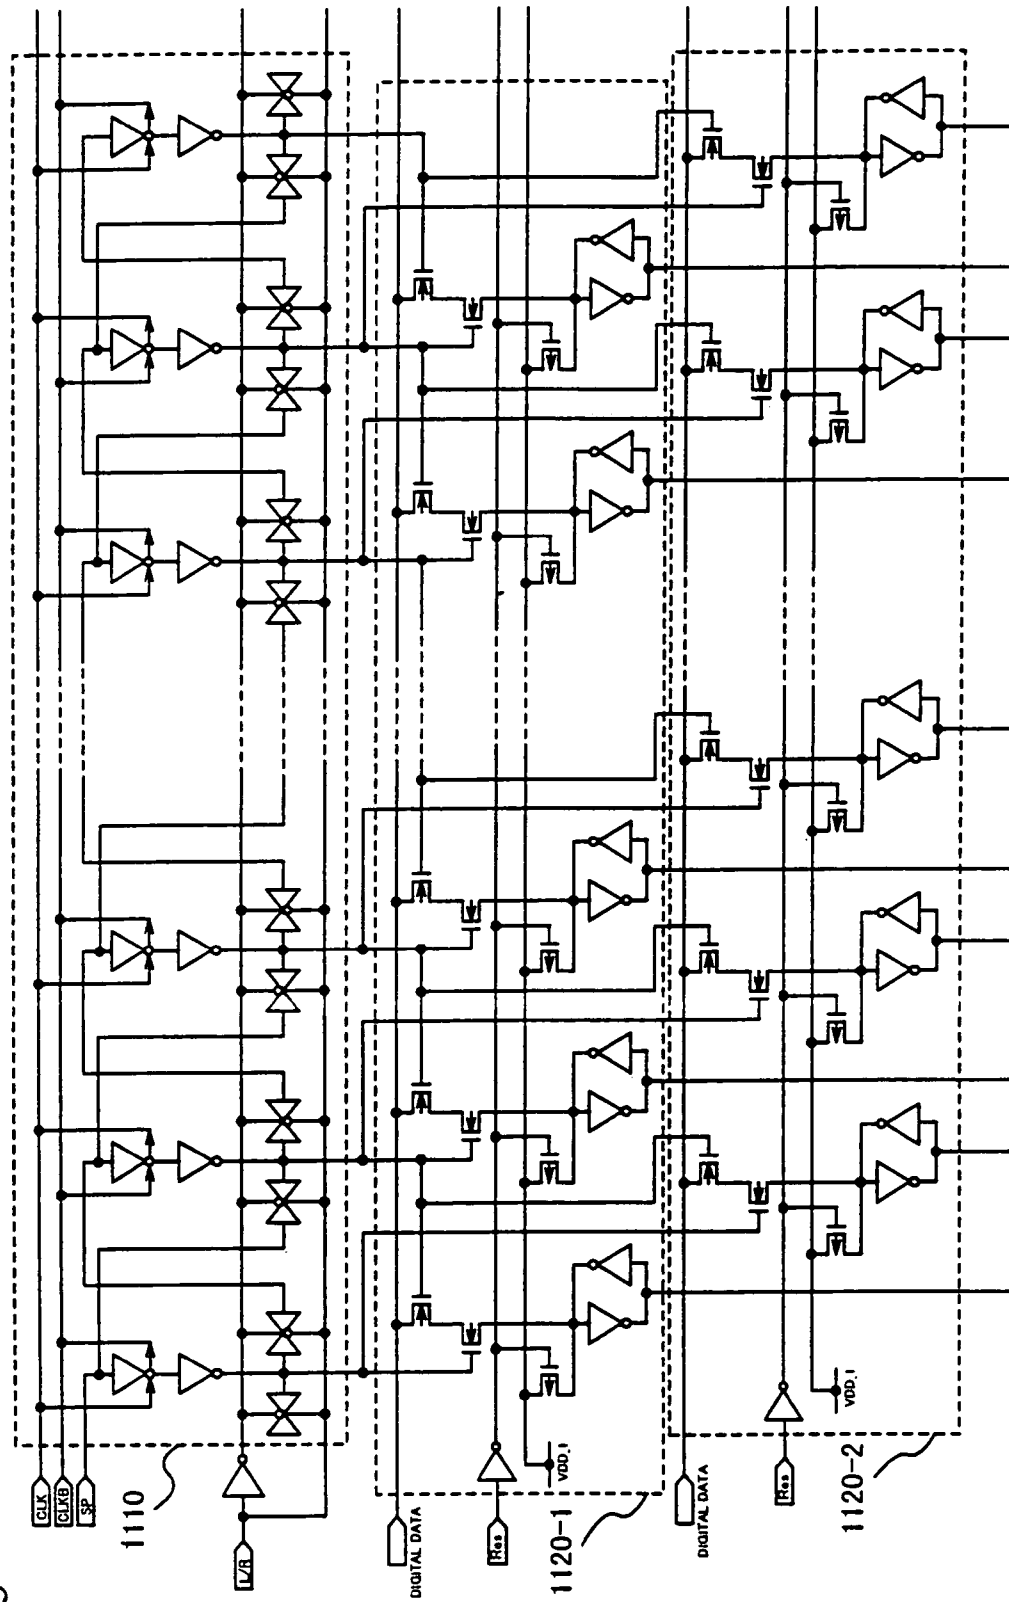 CLK
CLKB
SP
1110
L/R
DIGITAL DATA
Res
VDD_1
1120-1
DIGITAL DATA
Res
VDD_1
1120-2